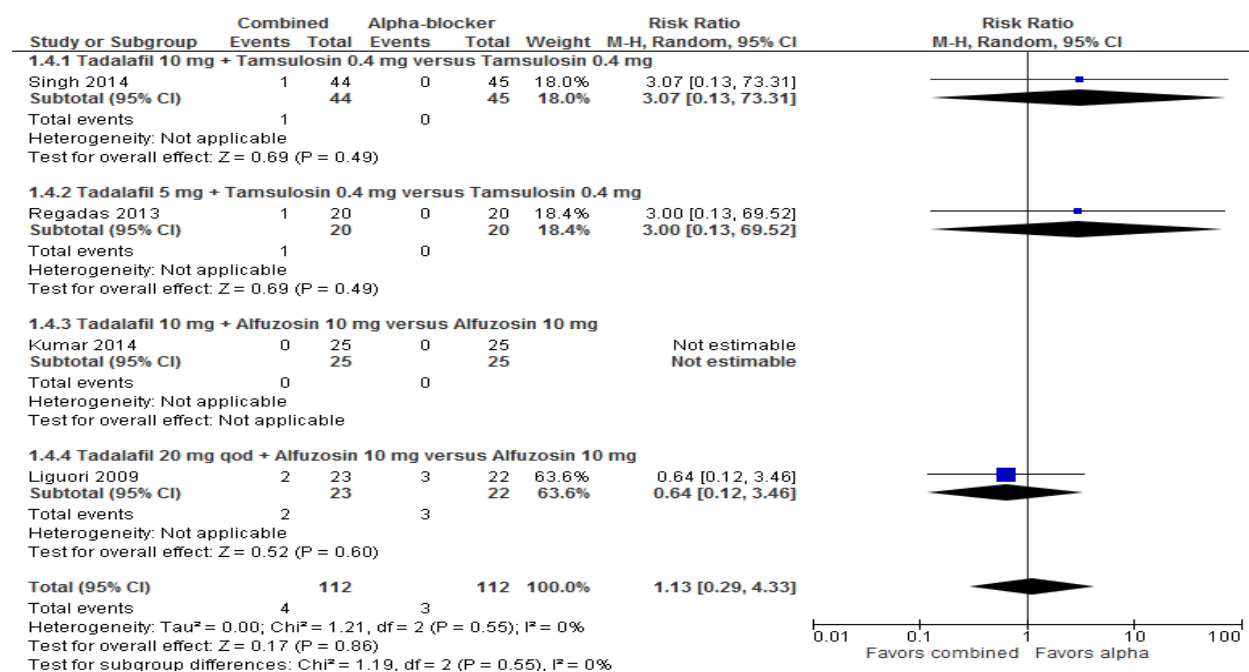 Combined Alpha-blocker Risk Ratio Risk Ratio
Study or Subgroup Events Total Events Total Weight M-H, Random, 95% CI M-H, Random, 95% CI
1.4.1 Tadalafil 10 mg + Tamsulosin 0.4 mg versus Tamsulosin 0.4 mg
Singh 2014 1 44 0 45 18.0% 3.07 [0.13, 73.31]
Subtotal (95% CI) 44 45 18.0% 3.07 [0.13, 73.31]
Total events 1 0
Heterogeneity: Not applicable
Test for overall effect: Z = 0.69 (P = 0.49)
1.4.2 Tadalafil 5 mg + Tamsulosin 0.4 mg versus Tamsulosin 0.4 mg
Regadas 2013 1 20 0 20 18.4% 3.00 [0.13, 69.52]
Subtotal (95% CI) 20 20 18.4% 3.00 [0.13, 69.52]
Total events 1 0
Heterogeneity: Not applicable
Test for overall effect: Z = 0.69 (P = 0.49)
1.4.3 Tadalafil 10 mg + Alfuzosin 10 mg versus Alfuzosin 10 mg
Kumar 2014 0 25 0 25 Not estimable
Subtotal (95% CI) 25 25 Not estimable
Total events 0 0
Heterogeneity: Not applicable
Test for overall effect: Not applicable
1.4.4 Tadalafil 20 mg qod + Alfuzosin 10 mg versus Alfuzosin 10 mg
Liguori 2009 2 23 3 22 63.6% 0.64 [0.12, 3.46]
Subtotal (95% CI) 23 22 63.6% 0.64 [0.12, 3.46]
Total events 2 3
Heterogeneity: Not applicable
Test for overall effect: Z = 0.52 (P = 0.60)
Total (95% CI) 112 112 100.0% 1.13 [0.29, 4.33]
Total events 4 3
Heterogeneity: Tau² = 0.00; Chi² = 1.21, df = 2 (P = 0.55); I² = 0%
Test for overall effect: Z = 0.17 (P = 0.86)
Test for subgroup differences: Chi² = 1.19, df = 2 (P = 0.55), I² = 0%
0.01 0.1 1 10 100
Favors combined Favors alpha